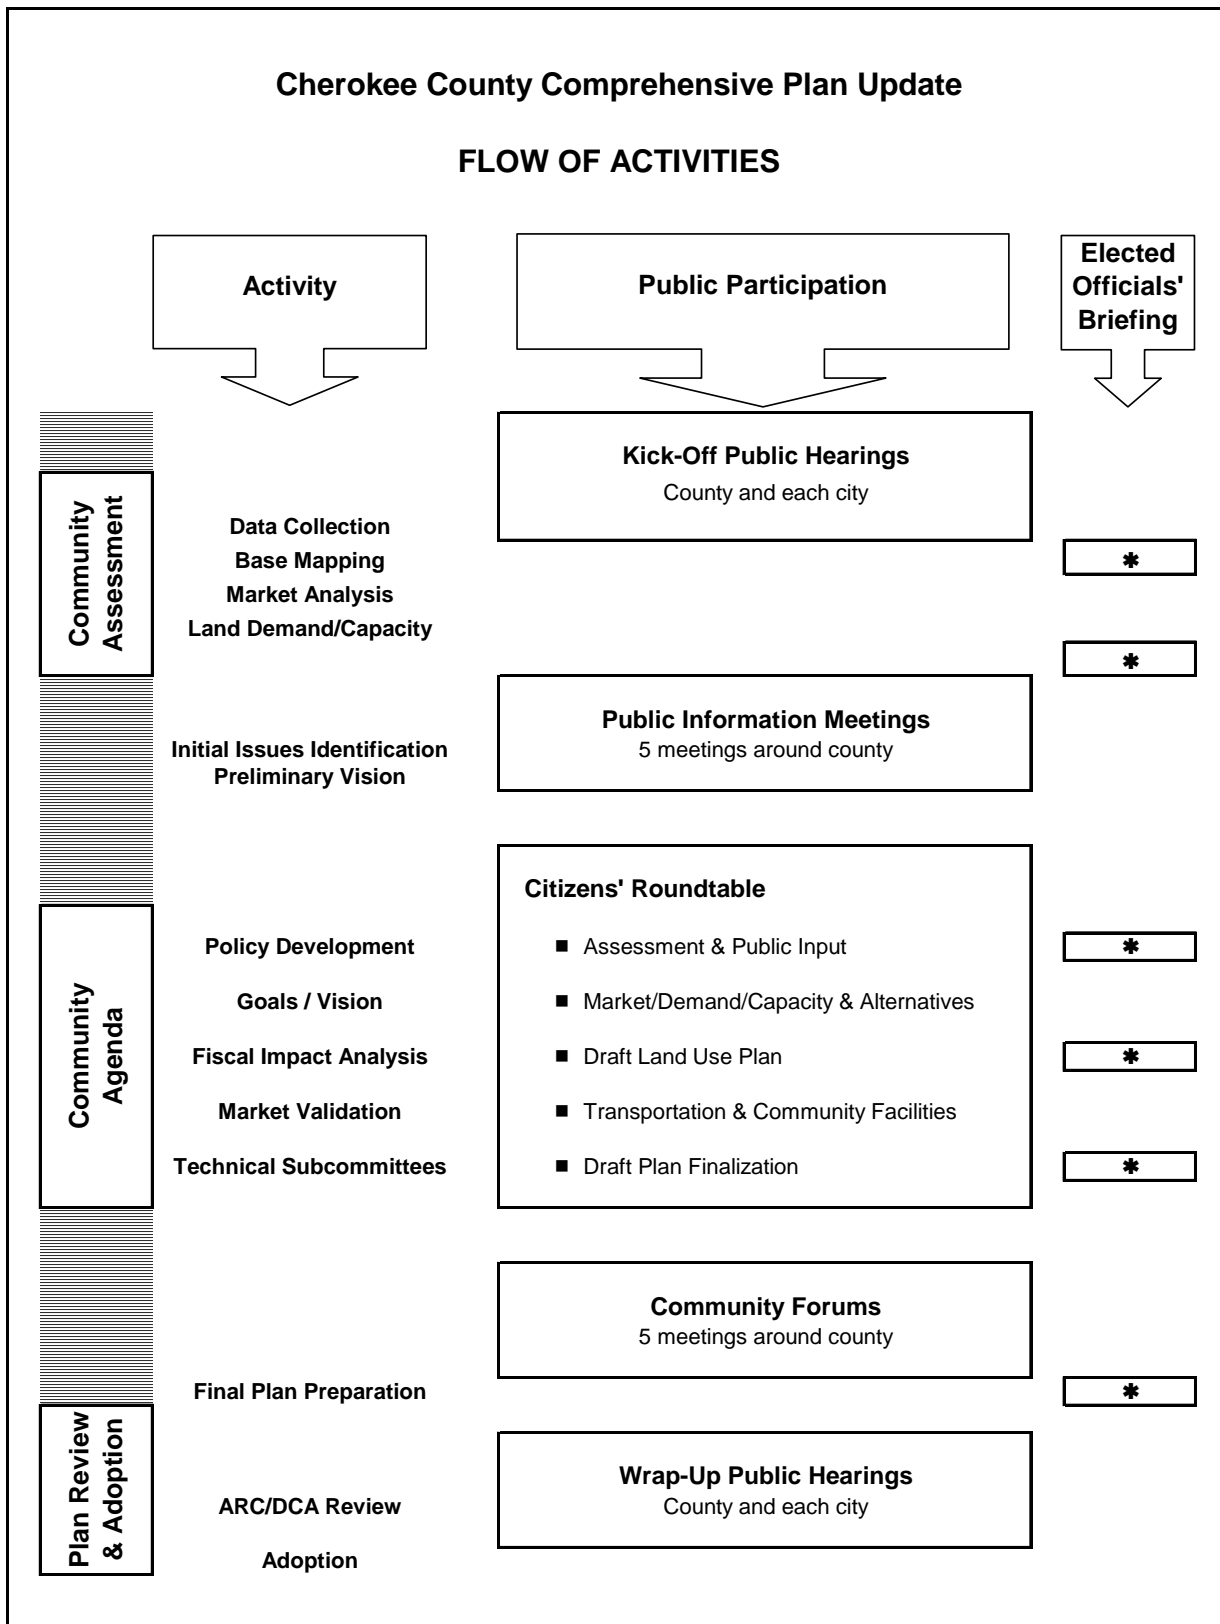 Cherokee County Comprehensive Plan Update
FLOW OF ACTIVITIES
Activity
Public Participation
Elected
Officials'
Briefing
Kick-Off Public Hearings
County and each city
Community
Assessment
Data Collection
Base Mapping
Market Analysis
Land Demand/Capacity
✱
✱
Public Information Meetings
5 meetings around county
Initial Issues Identification
Preliminary Vision
Citizens' Roundtable
Community
Agenda
Policy Development
■ Assessment & Public Input
✱
Goals / Vision
■ Market/Demand/Capacity & Alternatives
Fiscal Impact Analysis
■ Draft Land Use Plan
✱
Market Validation
■ Transportation & Community Facilities
Technical Subcommittees
■ Draft Plan Finalization
✱
Community Forums
5 meetings around county
Final Plan Preparation
✱
Plan Review
& Adoption
Wrap-Up Public Hearings
County and each city
ARC/DCA Review
Adoption